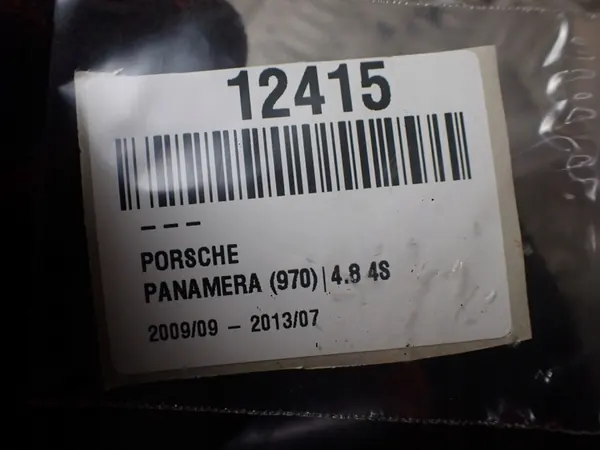 12415
---
PORSCHE
PANAMERA (970) | 4.8 4S
2009/09 - 2013/07